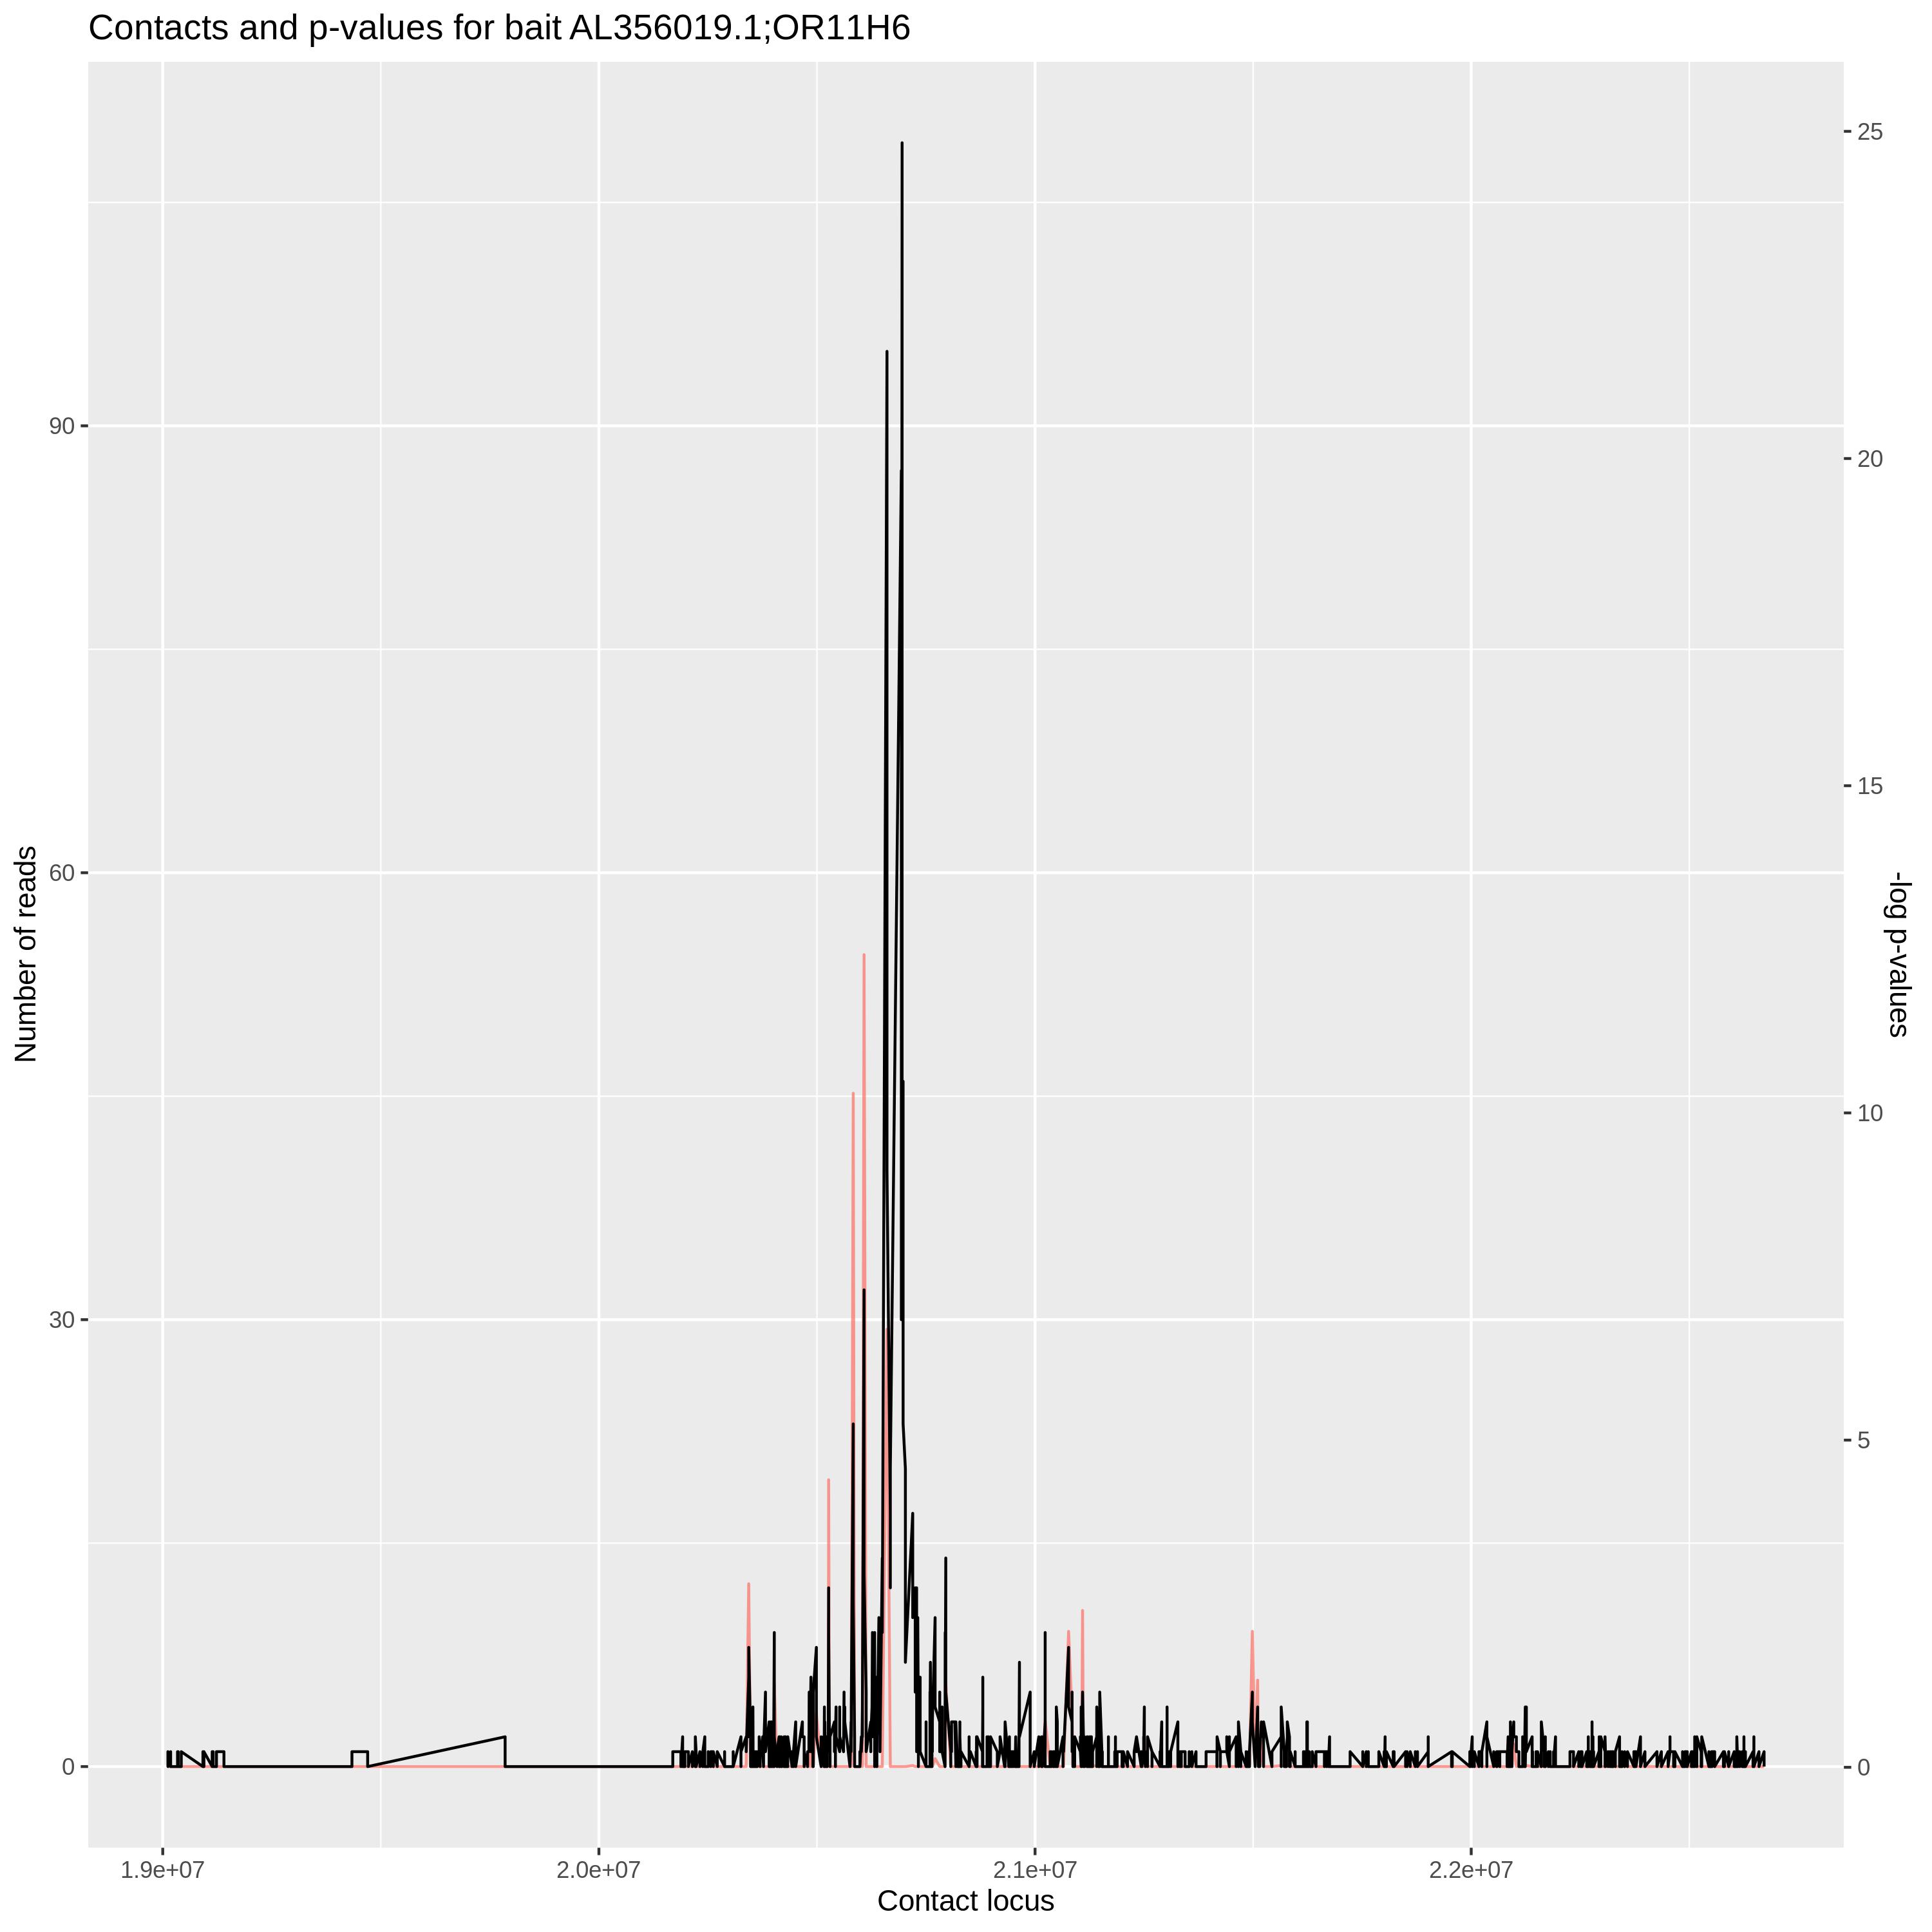 Contacts and p-values for bait AL356019.1;OR11H6
Number of reads
90
60
30
0
25
20
15
10
5
0
-log p-values
1.9e+07
2.0e+07
2.1e+07
2.2e+07
Contact locus